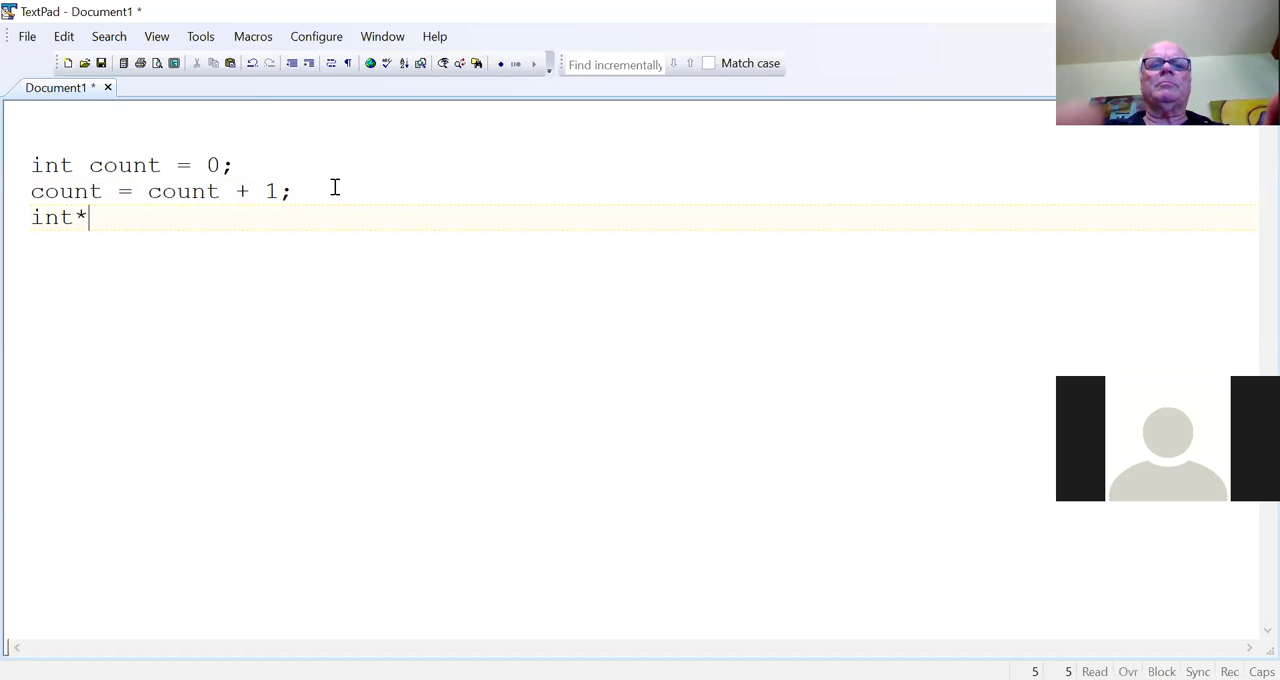 TextPad - Document1 *
File Edit Search View Tools Macros Configure Window Help
Find incrementally Match case
Document1 *
int count = 0;
count = count + 1;
int*
5 5 Read Ovr Block Sync Rec Caps